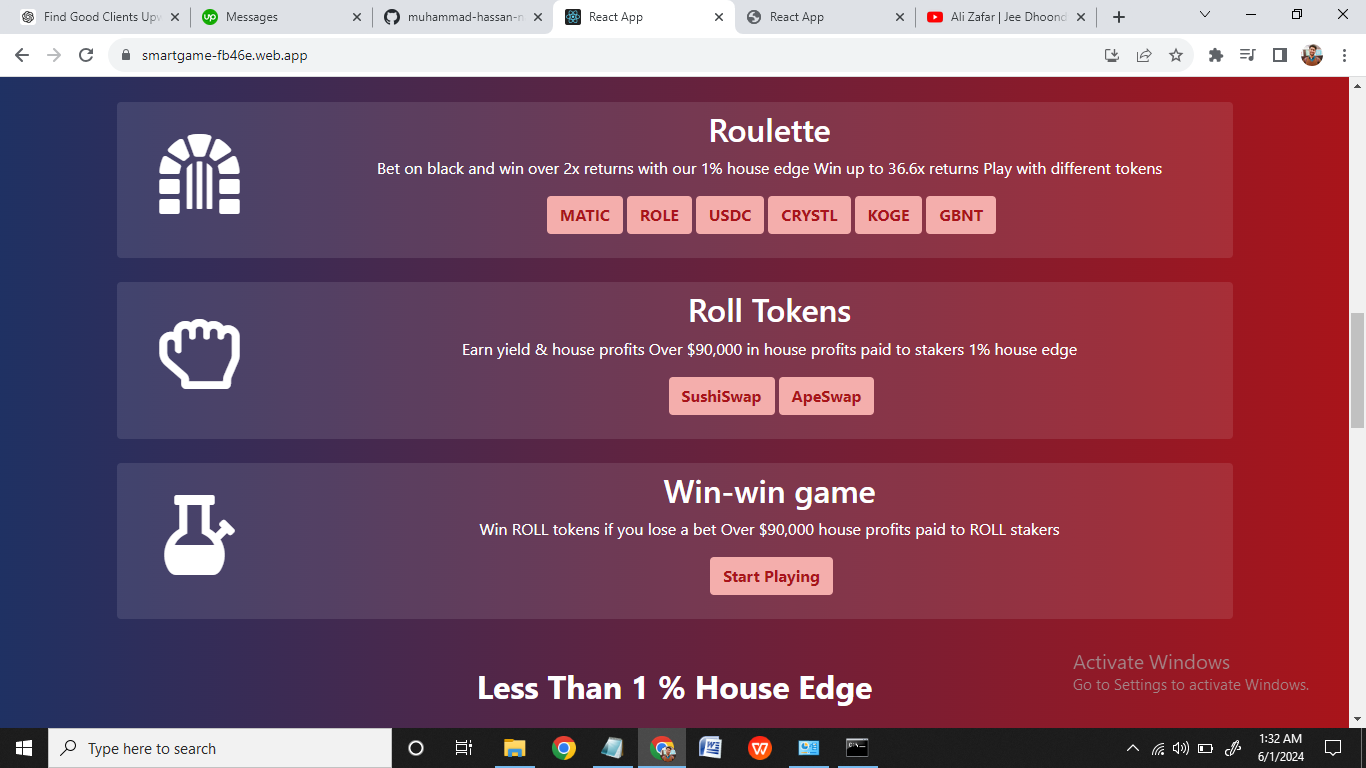 Find Good Clients Upw
Messages
muhammad-hassan-n
React App
React App
Ali Zafar | Jee Dhoond
smartgame-fb46e.web.app
Roulette
Bet on black and win over 2x returns with our 1% house edge Win up to 36.6x returns Play with different tokens
MATIC
ROLE
USDC
CRYSTL
KOGE
GBNT
Roll Tokens
Earn yield & house profits Over $90,000 in house profits paid to stakers 1% house edge
SushiSwap
ApeSwap
Win-win game
Win ROLL tokens if you lose a bet Over $90,000 house profits paid to ROLL stakers
Start Playing
Less Than 1 % House Edge
Activate Windows
Go to Settings to activate Windows.
Type here to search
1:32 AM
6/1/2024